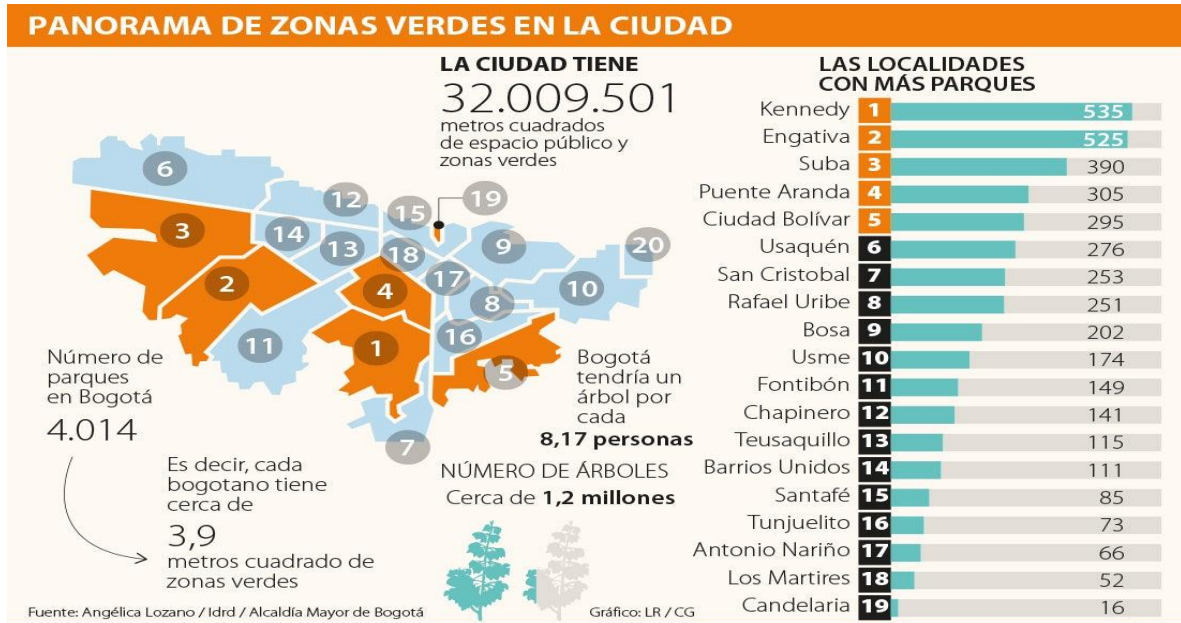 PANORAMA DE ZONAS VERDES EN LA CIUDAD
LA CIUDAD TIENE
32.009.501
metros cuadrados
de espacio público y
zonas verdes
6
12
15
19
3
14
13
18
9
20
2
4
17
8
10
11
1
16
5
7
Número de
parques
en Bogotá
4.014
Es decir, cada
bogotano tiene
cerca de
3,9
metros cuadrado de
zonas verdes
Bogotá
tendría un
árbol por
cada
8,17 personas
NÚMERO DE ÁRBOLES
Cerca de 1,2 millones
LAS LOCALIDADES
CON MÁS PARQUES
Kennedy 1 535
Engativa 2 525
Suba 3 390
Puente Aranda 4 305
Ciudad Bolívar 5 295
Usaquén 6 276
San Cristobal 7 253
Rafael Uribe 8 251
Bosa 9 202
Usme 10 174
Fontibón 11 149
Chapinero 12 141
Teusaquillo 13 115
Barrios Unidos 14 111
Santafé 15 85
Tunjuelito 16 73
Antonio Nariño 17 66
Los Martires 18 52
Candelaria 19 16
Fuente: Angélica Lozano / Idrd / Alcaldía Mayor de Bogotá
Gráfico: LR / CG